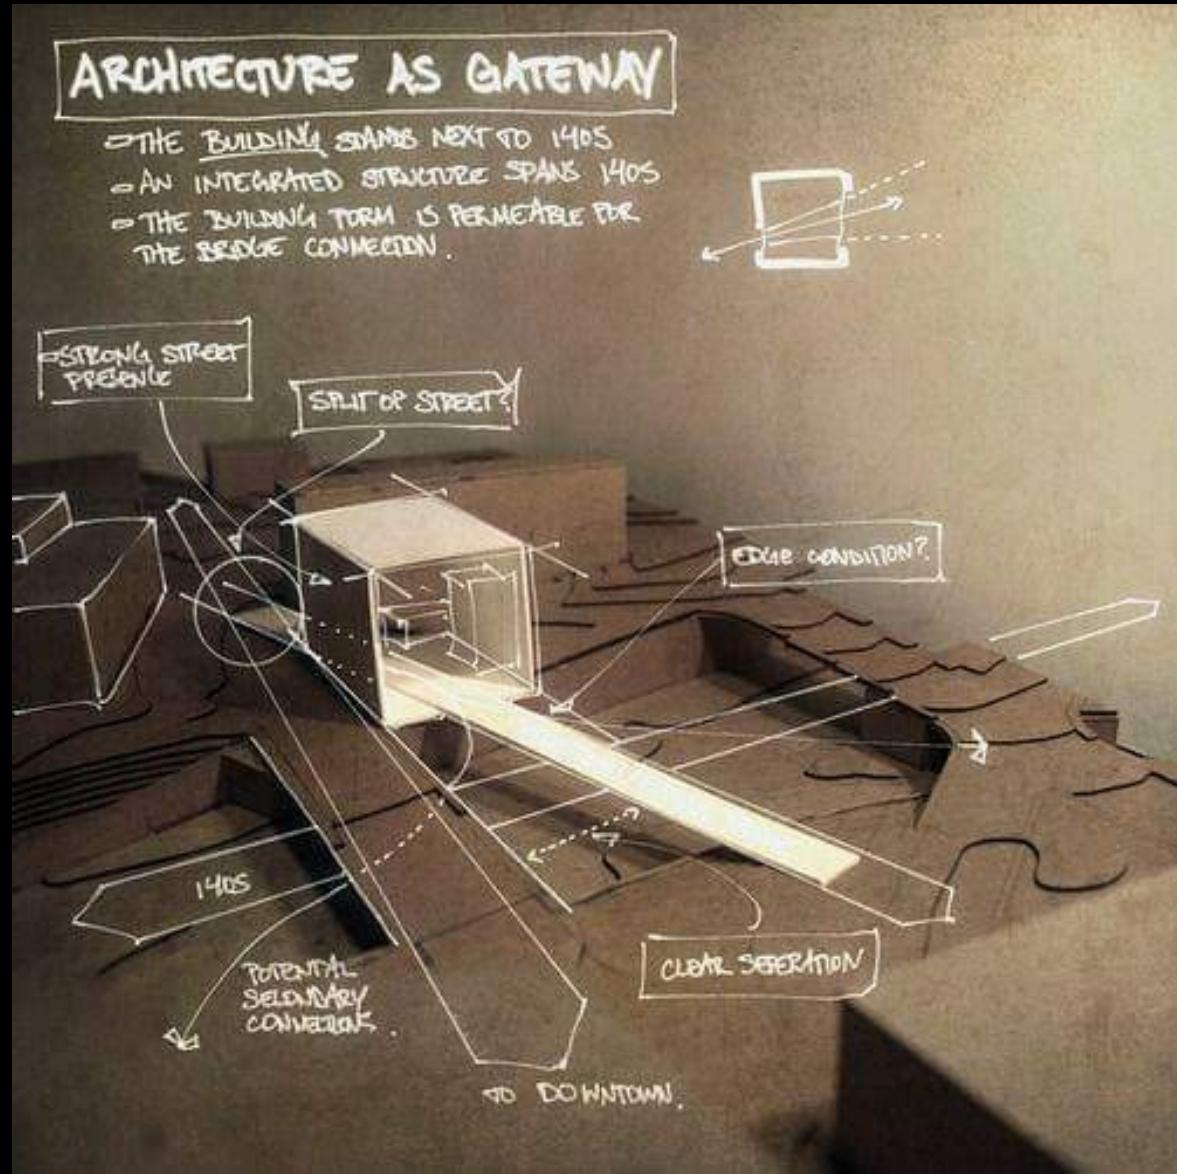 ARCHITECTURE AS GATEWAY
THE BUILDING STANDS NEXT TO 140S
AN INTEGRATED STRUCTURE SPANS 140S
THE BUILDING FORM IS PERMEABLE FOR
THE BRIDGE CONNECTION.
STRONG STREET
PRESENCE
SPLIT OF STREET?
EDGE CONDITION?
140S
CLEAR SEPERATION
POTENTIAL
SECONDARY
CONNECTIONS.
TO DOWNTOWN.